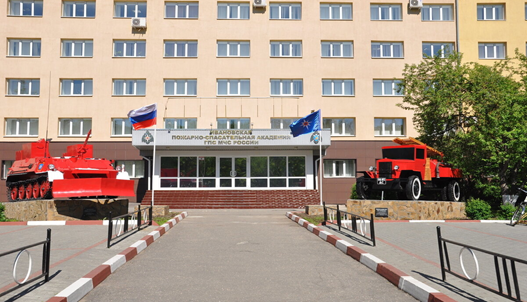 ИВАНОВСКАЯ
ПОЖАРНО-СПАСАТЕЛЬНАЯ АКАДЕМИЯ
ГПС МЧС РОССИИ